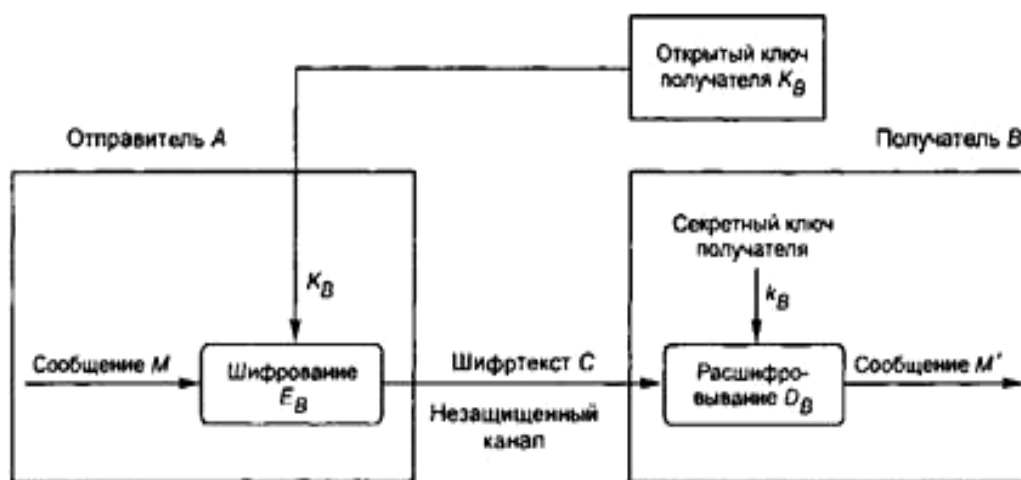 Открытый ключ
получателя K_B
Отправитель A
Получатель B
Секретный ключ
получателя
K_B
k_B
Сообщение M
Шифрование
E_B
Шифртекст C
Незащищенный
канал
Расшифро-
вывание D_B
Сообщение M′